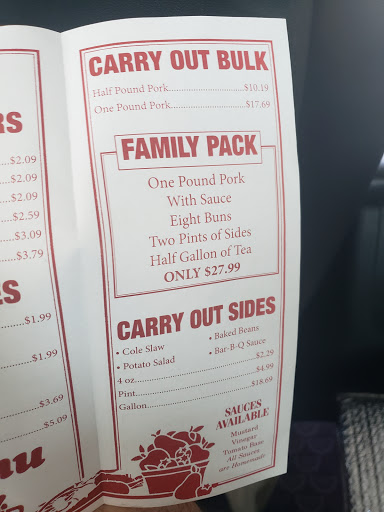 RS
...$2.09
...$2.09
...$2.09
...$2.59
...$3.09
...$3.79
ES
...$1.99
...$1.99
...$3.69
...$5.09
nu
CARRY OUT BULK
Half Pound Pork...$10.19
One Pound Pork...$17.69
FAMILY PACK
One Pound Pork
With Sauce
Eight Buns
Two Pints of Sides
Half Gallon of Tea
ONLY $27.99
CARRY OUT SIDES
• Cole Slaw • Baked Beans
• Potato Salad • Bar-B-Q Sauce
4 oz...$2.29
Pint...$4.99
Gallon...$18.69
SAUCES
AVAILABLE
Mustard
Vinegar
Tomato Base
All Sauces
are Homemade